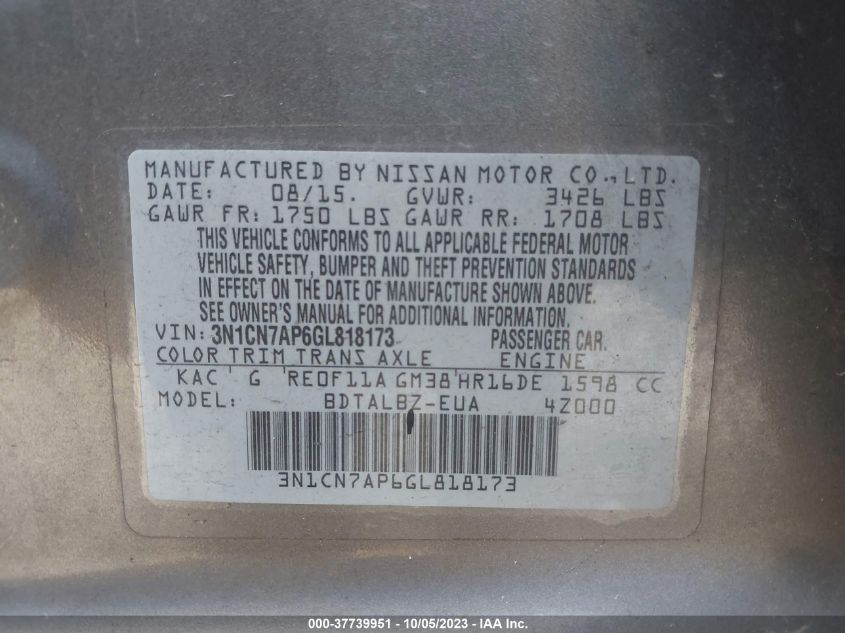 MANUFACTURED BY NISSAN MOTOR CO., LTD.
DATE: 08/15. GVWR: 3426 LBS
GAWR FR: 1750 LBS GAWR RR: 1708 LBS
THIS VEHICLE CONFORMS TO ALL APPLICABLE FEDERAL MOTOR
VEHICLE SAFETY, BUMPER AND THEFT PREVENTION STANDARDS
IN EFFECT ON THE DATE OF MANUFACTURE SHOWN ABOVE.
SEE OWNER'S MANUAL FOR ADDITIONAL INFORMATION.
VIN: 3N1CN7AP6GL818173 PASSENGER CAR.
COLOR TRIM TRANS AXLE ENGINE
KAC G RE0F11A GM38 HR16DE 1598 CC
MODEL: BDTALBZ-EUA 4Z000
3N1CN7AP6GL818173
000-37739951 - 10/05/2023 - IAA Inc.